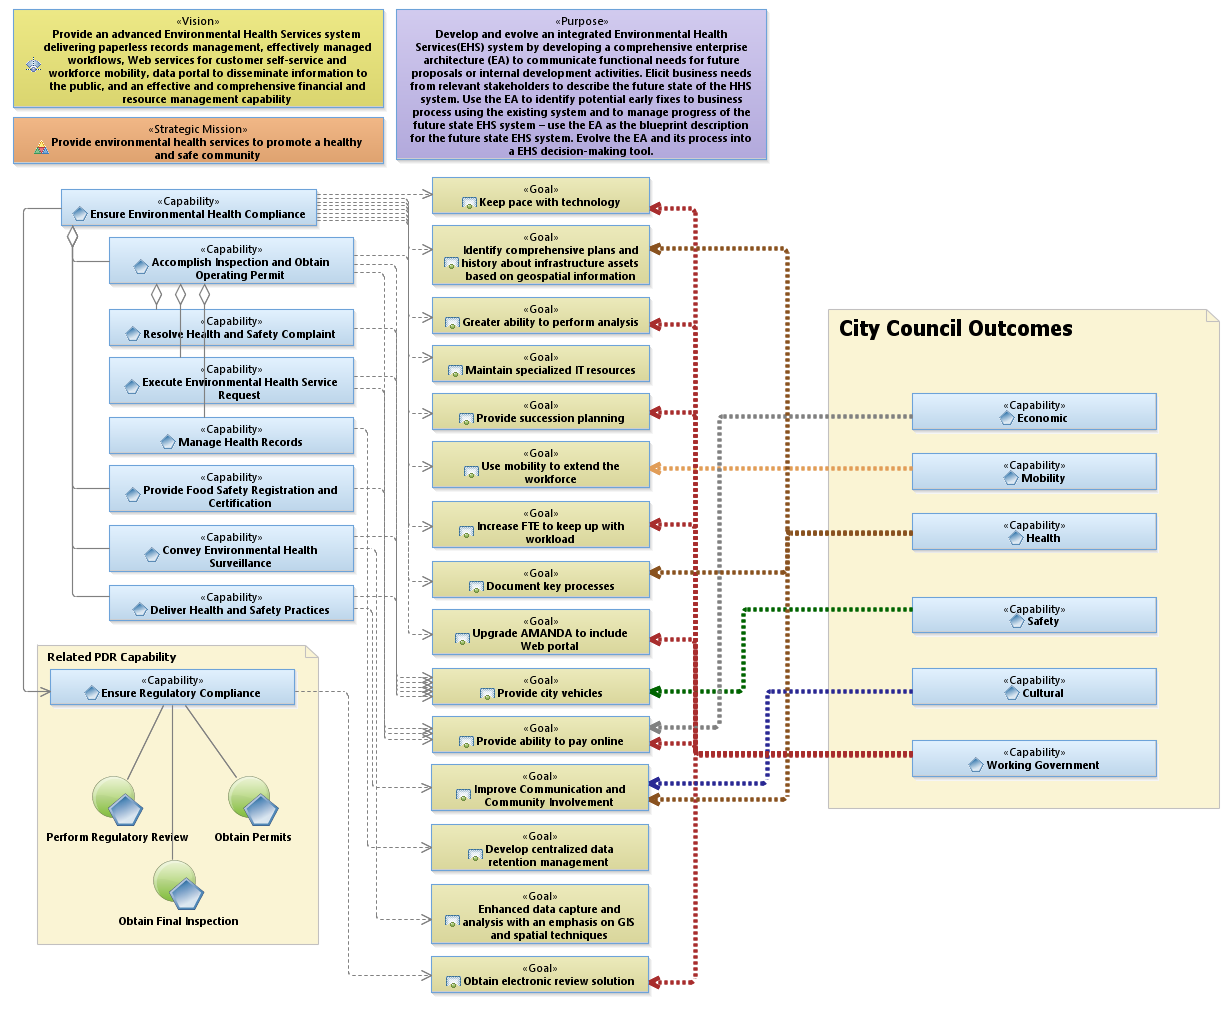 «Vision»
Provide an advanced Environmental Health Services system
delivering paperless records management, effectively managed
workflows, Web services for customer self-service and
workforce mobility, data portal to disseminate information to
the public, and an effective and comprehensive financial and
resource management capability
«Strategic Mission»
Provide environmental health services to promote a healthy
and safe community
«Purpose»
Develop and evolve an integrated Environmental Health
Services(EHS) system by developing a comprehensive enterprise
architecture (EA) to communicate functional needs for future
proposals or internal development activities. Elicit business needs
from relevant stakeholders to describe the future state of the HHS
system. Use the EA to identify potential early fixes to business
process using the existing system and to manage progress of the
future state EHS system – use the EA as the blueprint description
for the future state EHS system. Evolve the EA and its process into
a EHS decision-making tool.
«Capability»
Ensure Environmental Health Compliance
«Capability»
Accomplish Inspection and Obtain
Operating Permit
«Capability»
Resolve Health and Safety Complaint
«Capability»
Execute Environmental Health Service
Request
«Capability»
Manage Health Records
«Capability»
Provide Food Safety Registration and
Certification
«Capability»
Convey Environmental Health
Surveillance
«Capability»
Deliver Health and Safety Practices
Related PDR Capability
«Capability»
Ensure Regulatory Compliance
Perform Regulatory Review
Obtain Permits
Obtain Final Inspection
«Goal»
Keep pace with technology
«Goal»
Identify comprehensive plans and
history about infrastructure assets
based on geospatial information
«Goal»
Greater ability to perform analysis
«Goal»
Maintain specialized IT resources
«Goal»
Provide succession planning
«Goal»
Use mobility to extend the
workforce
«Goal»
Increase FTE to keep up with
workload
«Goal»
Document key processes
«Goal»
Upgrade AMANDA to include
Web portal
«Goal»
Provide city vehicles
«Goal»
Provide ability to pay online
«Goal»
Improve Communication and
Community Involvement
«Goal»
Develop centralized data
retention management
«Goal»
Enhanced data capture and
analysis with an emphasis on GIS
and spatial techniques
«Goal»
Obtain electronic review solution
City Council Outcomes
«Capability»
Economic
«Capability»
Mobility
«Capability»
Health
«Capability»
Safety
«Capability»
Cultural
«Capability»
Working Government